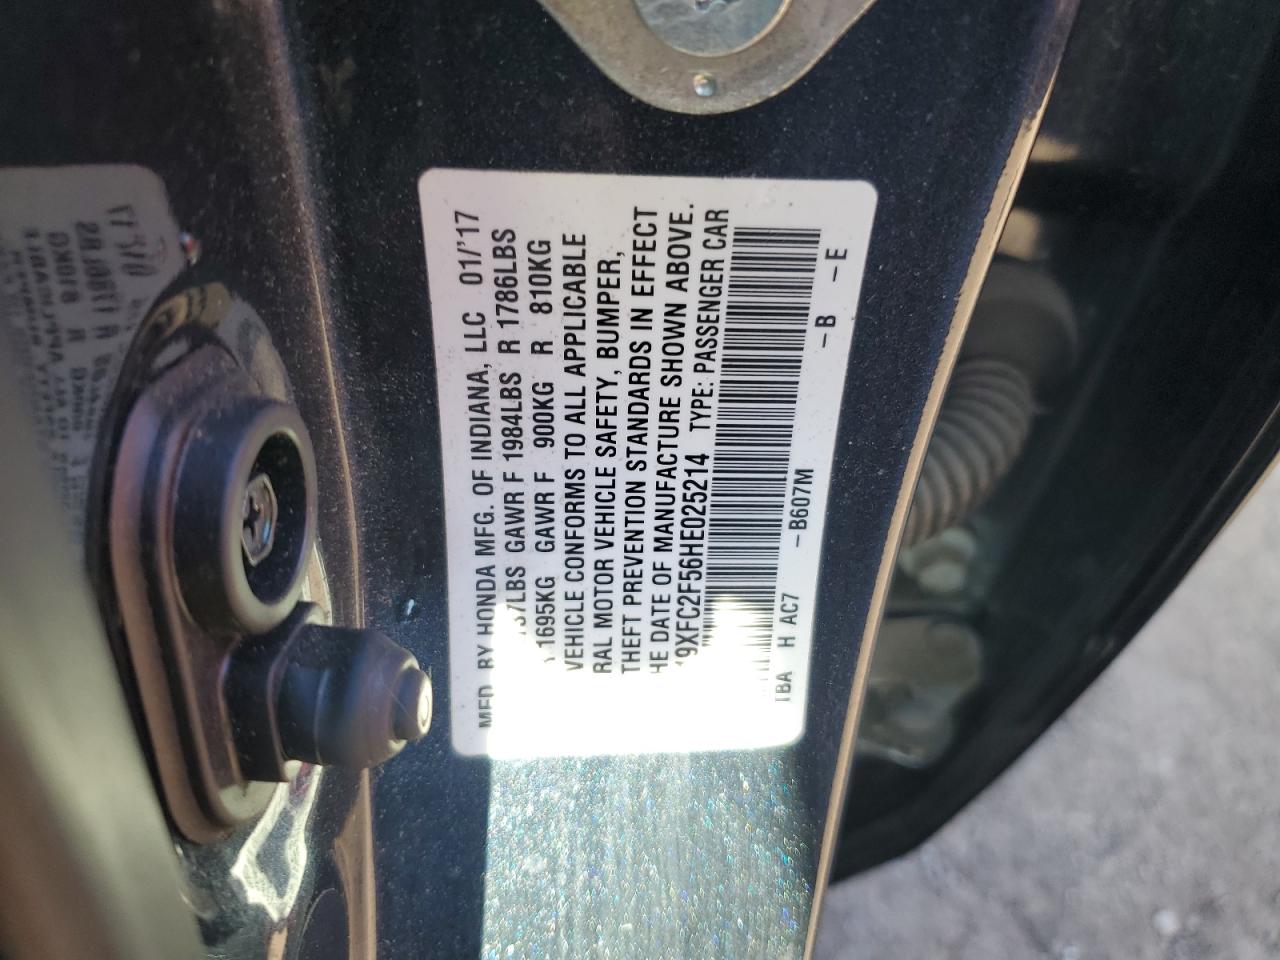 MFD. BY HONDA MFG. OF INDIANA, LLC 01/'17
LBS GAWR F 1984LBS R 1786LBS
1695KG GAWR F 900KG R 810KG
VEHICLE CONFORMS TO ALL APPLICABLE
RAL MOTOR VEHICLE SAFETY, BUMPER,
THEFT PREVENTION STANDARDS IN EFFECT
HE DATE OF MANUFACTURE SHOWN ABOVE.
19XFC2F56HE025214 TYPE: PASSENGER CAR
TBA H AC7 -B607M -B -E